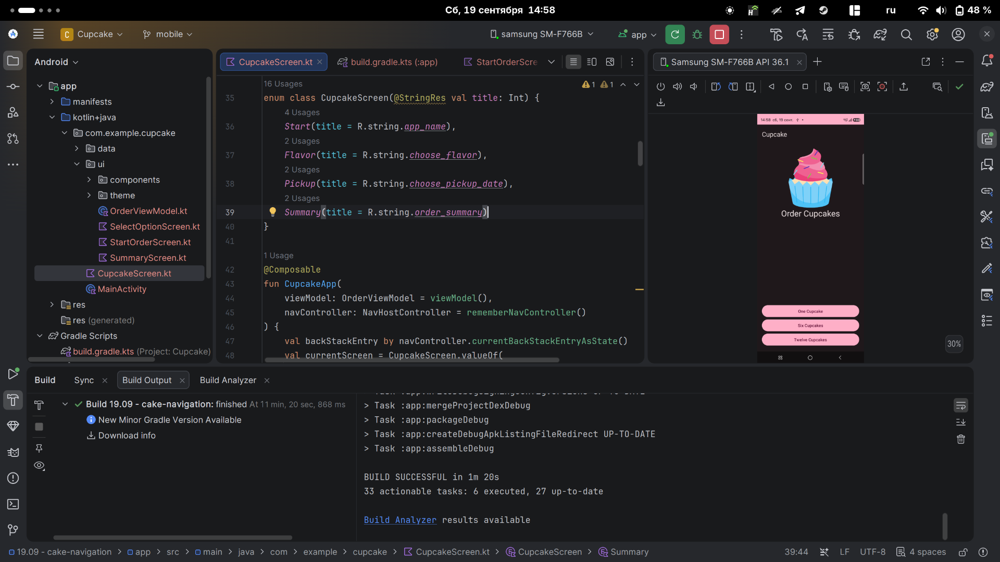 Сб, 19 сентября 14:58
ru
48 %
C Cupcake
mobile
samsung SM-F766B
app
Android
app
manifests
kotlin+java
com.example.cupcake
data
ui
components
theme
OrderViewModel.kt
SelectOptionScreen.kt
StartOrderScreen.kt
SummaryScreen.kt
CupcakeScreen.kt
MainActivity
res
res (generated)
Gradle Scripts
build.gradle.kts (Project: Cupcake)
CupcakeScreen.kt
build.gradle.kts (:app)
StartOrderScre
16 Usages
1 1
35 enum class CupcakeScreen(@StringRes val title: Int) {
4 Usages
36 Start(title = R.string.app_name),
2 Usages
37 Flavor(title = R.string.choose_flavor),
2 Usages
38 Pickup(title = R.string.choose_pickup_date),
2 Usages
39 Summary(title = R.string.order_summary)
40 }
41
1 Usage
42 @Composable
43 fun CupcakeApp(
44 viewModel: OrderViewModel = viewModel(),
45 navController: NavHostController = rememberNavController()
46 ) {
47 val backStackEntry by navController.currentBackStackEntryAsState()
48 val currentScreen = CupcakeScreen.valueOf(
Samsung SM-F766B API 36.1
14:58 сб, 19 сент.
Cupcake
Order Cupcakes
One Cupcake
Six Cupcakes
Twelve Cupcakes
30%
Build
Sync
Build Output
Build Analyzer
Build 19.09 - cake-navigation: finished At 11 min, 20 sec, 868 ms
New Minor Gradle Version Available
Download info
> Task :app:mergeProjectDexDebug
> Task :app:packageDebug
> Task :app:createDebugApkListingFileRedirect UP-TO-DATE
> Task :app:assembleDebug
BUILD SUCCESSFUL in 1m 20s
33 actionable tasks: 6 executed, 27 up-to-date
Build Analyzer results available
19.09 - cake-navigation > app > src > main > java > com > example > cupcake > CupcakeScreen.kt > CupcakeScreen > Summary
39:44 LF UTF-8 4 spaces